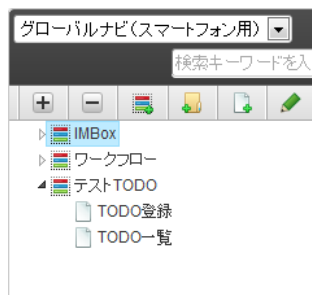 グローバルナビ(スマートフォン用)
検索キーワードを入
IMBox
ワークフロー
テストTODO
TODO登録
TODO一覧